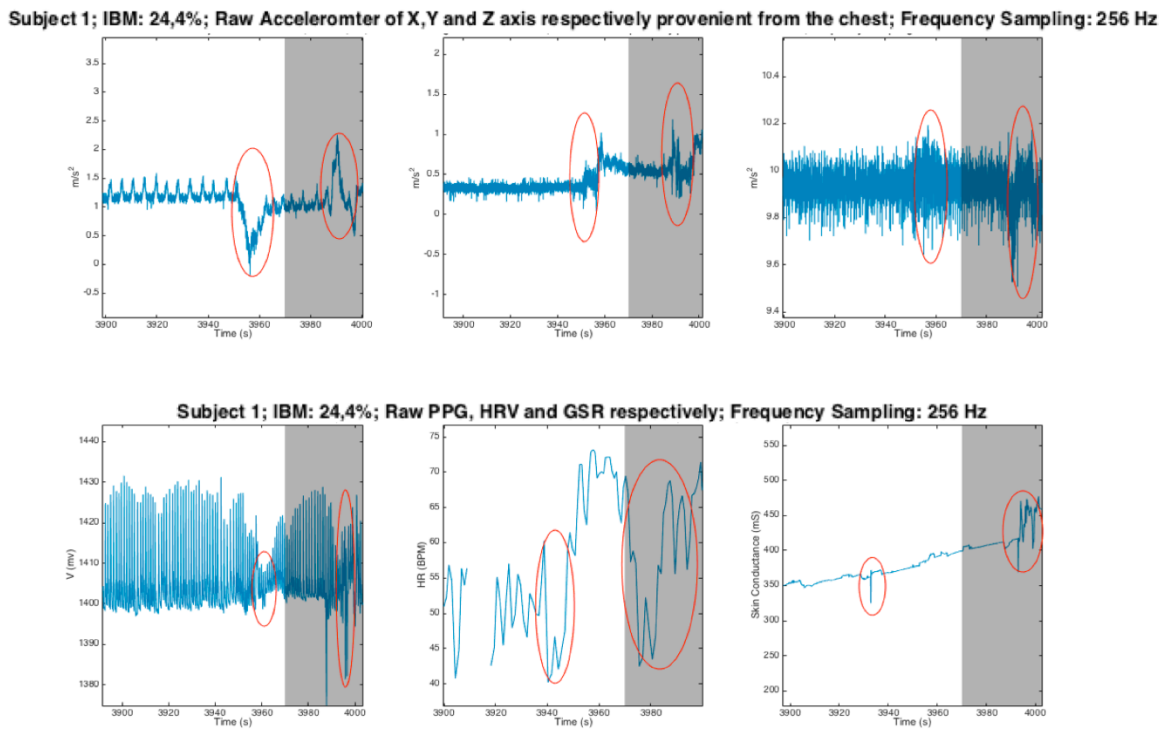 Subject 1; IBM: 24,4%; Raw Acceleromter of X,Y and Z axis respectively provenient from the chest; Frequency Sampling: 256 Hz
3.5
3
2.5
2
1.5
1
0.5
0
-0.5
m/s²
3900 3920 3940 3960 3980 4000
Time (s)
2
1.5
1
0.5
0
-0.5
-1
m/s²
3900 3920 3940 3960 3980 4000
Time (s)
10.4
10.2
10
9.8
9.6
9.4
m/s²
3900 3920 3940 3960 3980 4000
Time (s)
Subject 1; IBM: 24,4%; Raw PPG, HRV and GSR respectively; Frequency Sampling: 256 Hz
1440
1430
1420
1410
1400
1390
1380
V (mv)
3900 3920 3940 3960 3980 4000
Time (s)
75
70
65
60
55
50
45
40
HR (BPM)
3900 3920 3940 3960 3980
Time (s)
550
500
450
400
350
300
250
200
Skin Conductance (mS)
3900 3920 3940 3960 3980 4000
Time (s)